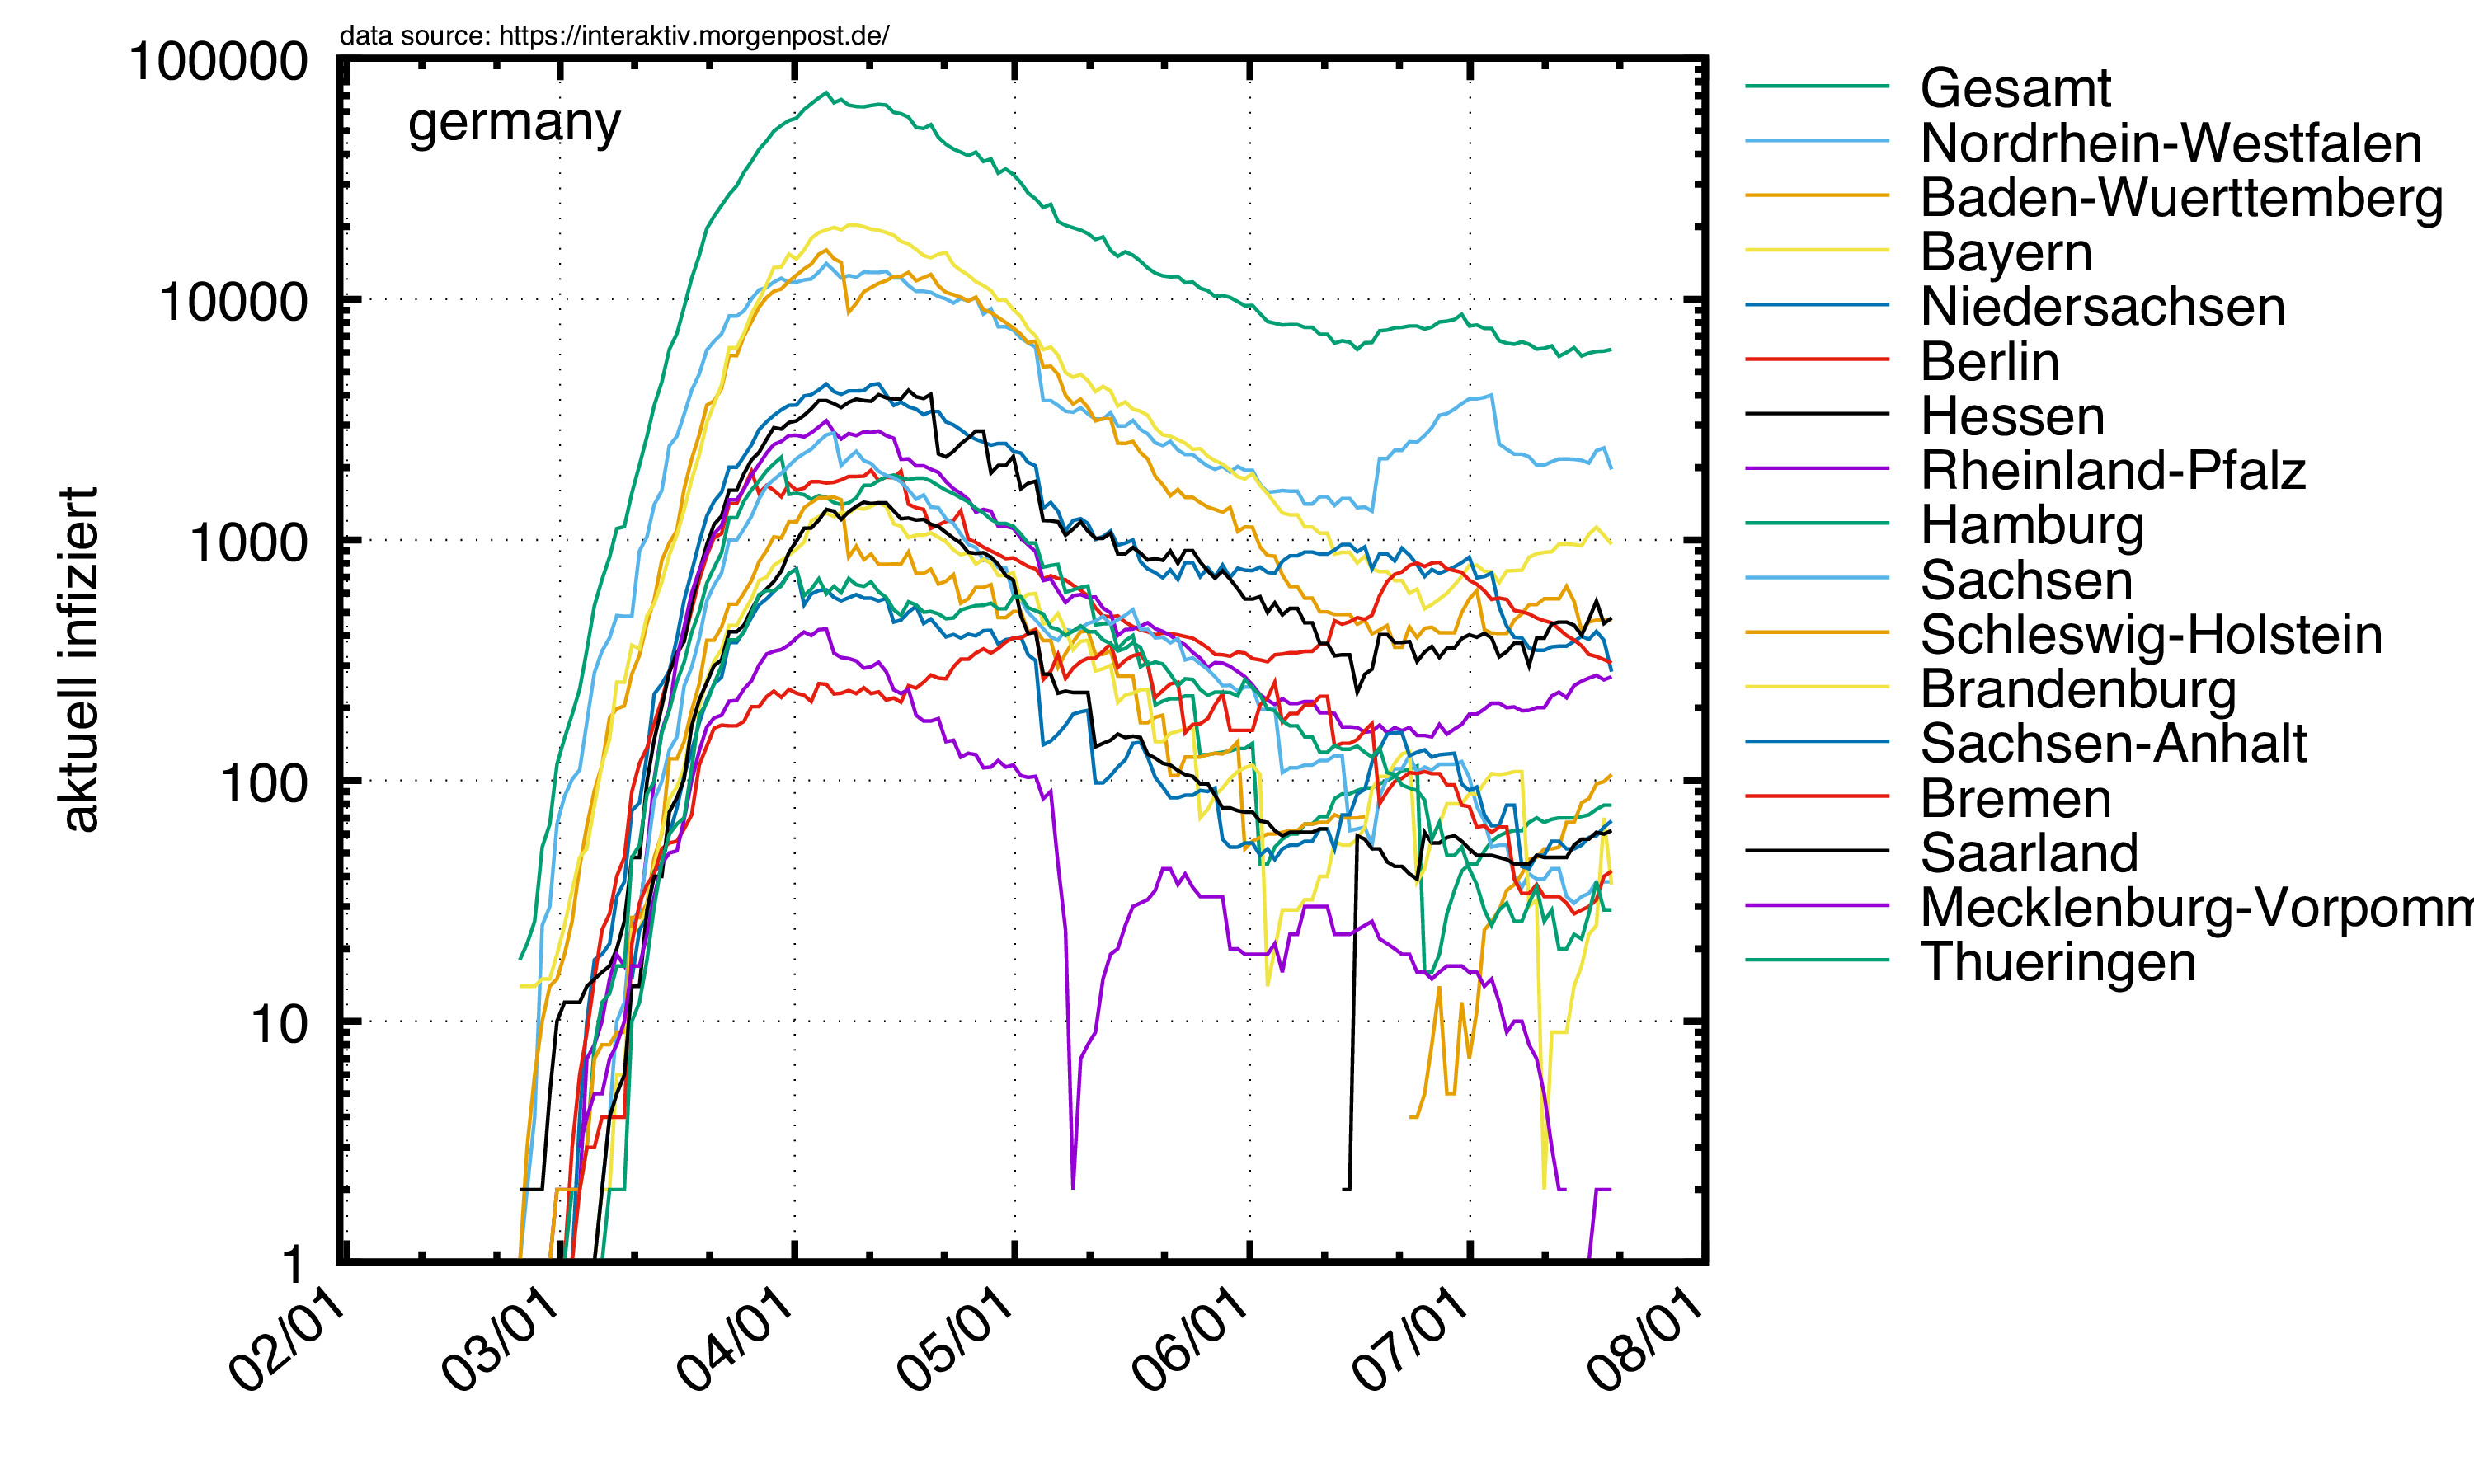 data source: https://interaktiv.morgenpost.de/
germany
aktuell infiziert
100000
10000
1000
100
10
1
02/01
03/01
04/01
05/01
06/01
07/01
08/01
Gesamt
Nordrhein-Westfalen
Baden-Wuerttemberg
Bayern
Niedersachsen
Berlin
Hessen
Rheinland-Pfalz
Hamburg
Sachsen
Schleswig-Holstein
Brandenburg
Sachsen-Anhalt
Bremen
Saarland
Mecklenburg-Vorpomm
Thueringen